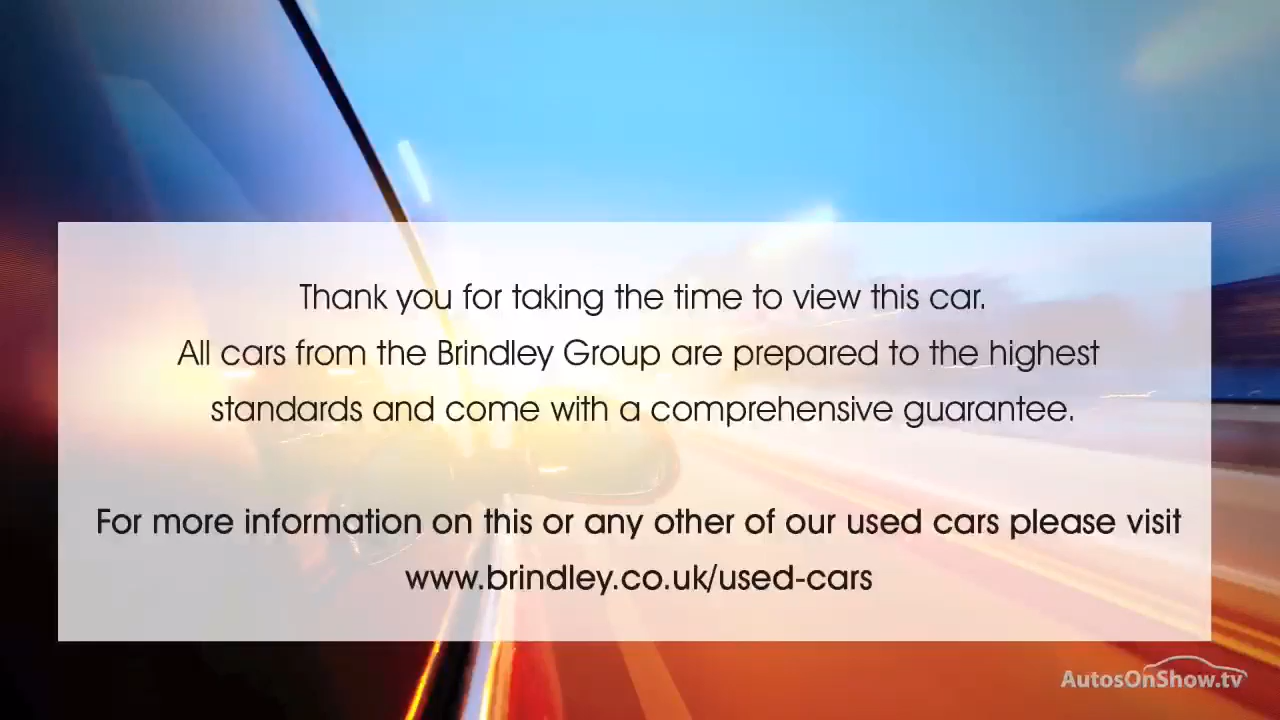 Thank you for taking the time to view this car.
All cars from the Brindley Group are prepared to the highest
standards and come with a comprehensive guarantee.
For more information on this or any other of our used cars please visit
www.brindley.co.uk/used-cars
AutosOnShow.tv